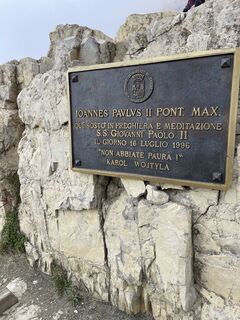 IOANNES PAVLVS II PONT. MAX.
QUI SOSTÒ IN PREGHIERA E MEDITAZIONE
S.S. GIOVANNI PAOLO II
IL GIORNO 16 LUGLIO 1996
"NON ABBIATE PAURA!"
KAROL WOJTYLA